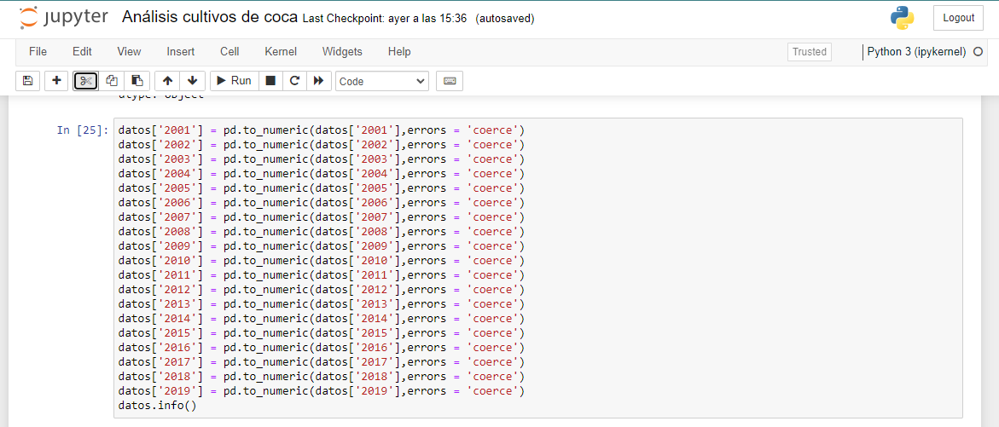 jupyter Análisis cultivos de coca Last Checkpoint: ayer a las 15:36 (autosaved) Logout
File Edit View Insert Cell Kernel Widgets Help Trusted Python 3 (ipykernel)
Run Code
dtype: object
In [25]: datos['2001'] = pd.to_numeric(datos['2001'],errors = 'coerce')
datos['2002'] = pd.to_numeric(datos['2002'],errors = 'coerce')
datos['2003'] = pd.to_numeric(datos['2003'],errors = 'coerce')
datos['2004'] = pd.to_numeric(datos['2004'],errors = 'coerce')
datos['2005'] = pd.to_numeric(datos['2005'],errors = 'coerce')
datos['2006'] = pd.to_numeric(datos['2006'],errors = 'coerce')
datos['2007'] = pd.to_numeric(datos['2007'],errors = 'coerce')
datos['2008'] = pd.to_numeric(datos['2008'],errors = 'coerce')
datos['2009'] = pd.to_numeric(datos['2009'],errors = 'coerce')
datos['2010'] = pd.to_numeric(datos['2010'],errors = 'coerce')
datos['2011'] = pd.to_numeric(datos['2011'],errors = 'coerce')
datos['2012'] = pd.to_numeric(datos['2012'],errors = 'coerce')
datos['2013'] = pd.to_numeric(datos['2013'],errors = 'coerce')
datos['2014'] = pd.to_numeric(datos['2014'],errors = 'coerce')
datos['2015'] = pd.to_numeric(datos['2015'],errors = 'coerce')
datos['2016'] = pd.to_numeric(datos['2016'],errors = 'coerce')
datos['2017'] = pd.to_numeric(datos['2017'],errors = 'coerce')
datos['2018'] = pd.to_numeric(datos['2018'],errors = 'coerce')
datos['2019'] = pd.to_numeric(datos['2019'],errors = 'coerce')
datos.info()